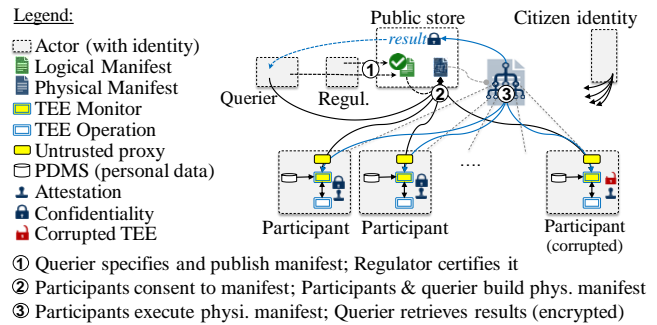 Legend:
Actor (with identity)
Logical Manifest
Physical Manifest
TEE Monitor
TEE Operation
Untrusted proxy
PDMS (personal data)
Attestation
Confidentiality
Corrupted TEE
Public store
Citizen identity
result
①
Querier
Regul.
②
③
....
Participant
Participant
Participant
(corrupted)
① Querier specifies and publish manifest; Regulator certifies it
② Participants consent to manifest; Participants & querier build phys. manifest
③ Participants execute physi. manifest; Querier retrieves results (encrypted)